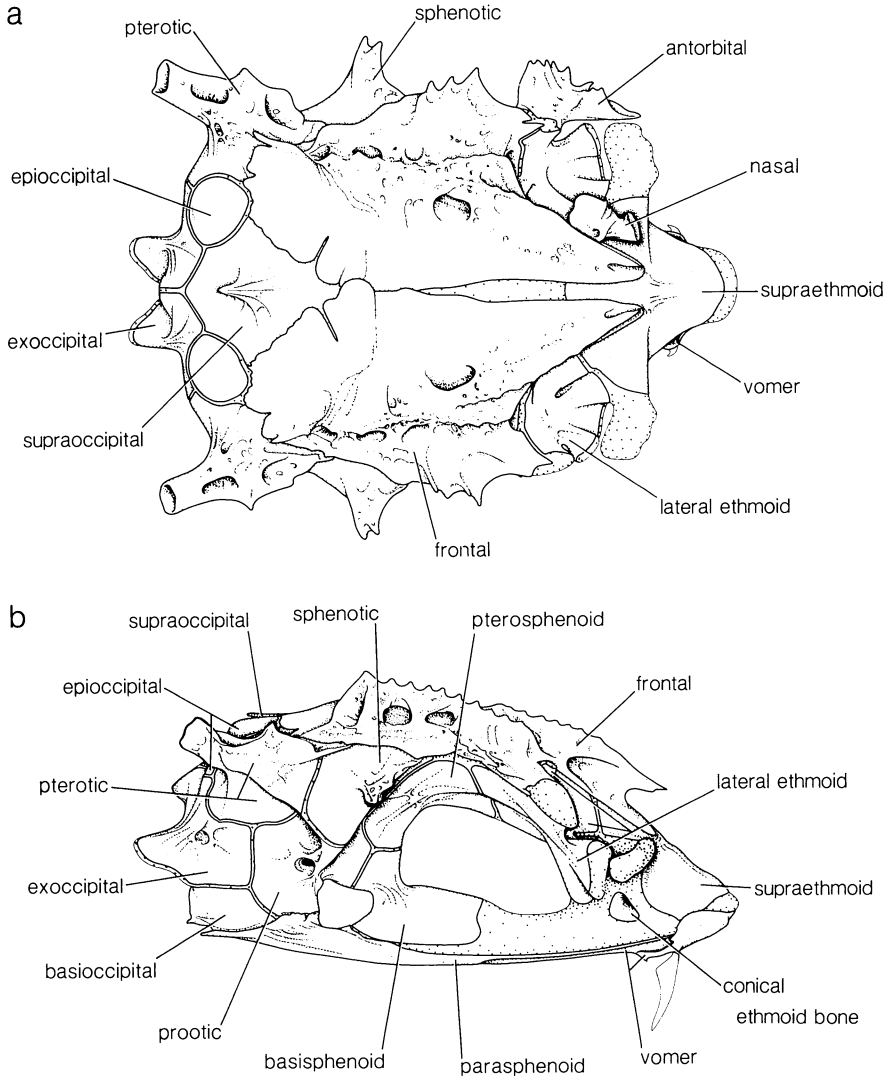 a
sphenotic
pterotic
antorbital
epioccipital
nasal
supraethmoid
exoccipital
vomer
supraoccipital
lateral ethmoid
frontal
b
supraoccipital
sphenotic
pterosphenoid
epioccipital
frontal
pterotic
lateral ethmoid
exoccipital
supraethmoid
basioccipital
conical
ethmoid bone
prootic
basisphenoid
parasphenoid
vomer